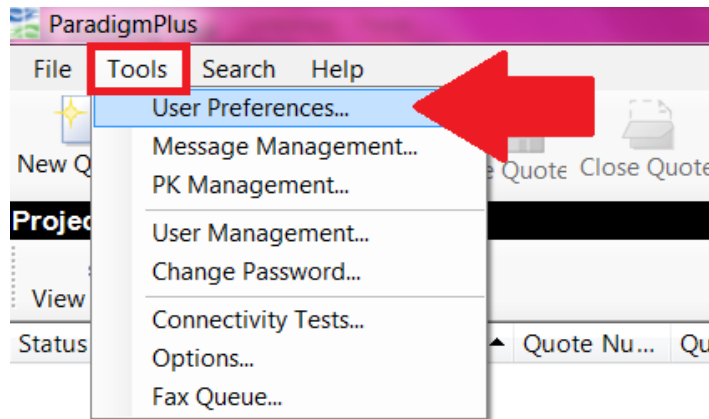 ParadigmPlus
File Tools Search Help
User Preferences...
Message Management...
New Q Quote Close Quote
PK Management...
Projec
User Management...
Change Password...
View
Connectivity Tests...
Status Quote Nu... Qu
Options...
Fax Queue...